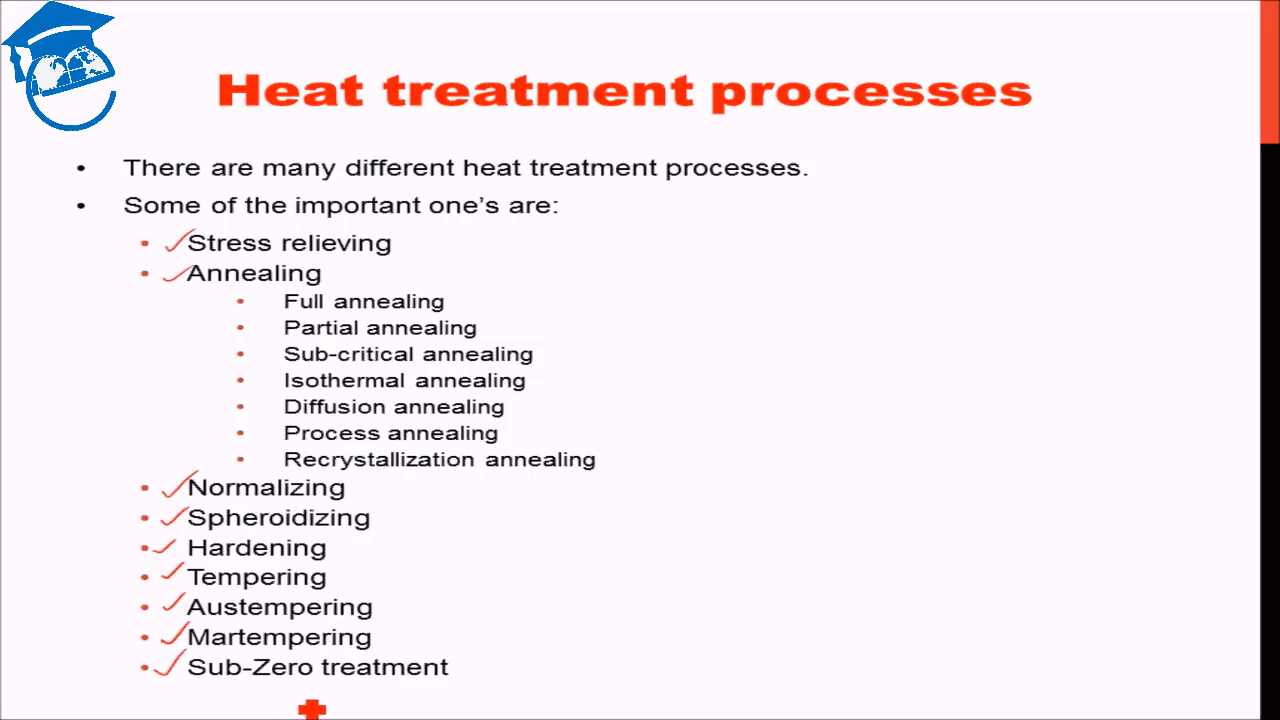 Heat treatment processes
• There are many different heat treatment processes.
• Some of the important one’s are:
• Stress relieving
• Annealing
• Full annealing
• Partial annealing
• Sub-critical annealing
• Isothermal annealing
• Diffusion annealing
• Process annealing
• Recrystallization annealing
• Normalizing
• Spheroidizing
• Hardening
• Tempering
• Austempering
• Martempering
• Sub-Zero treatment